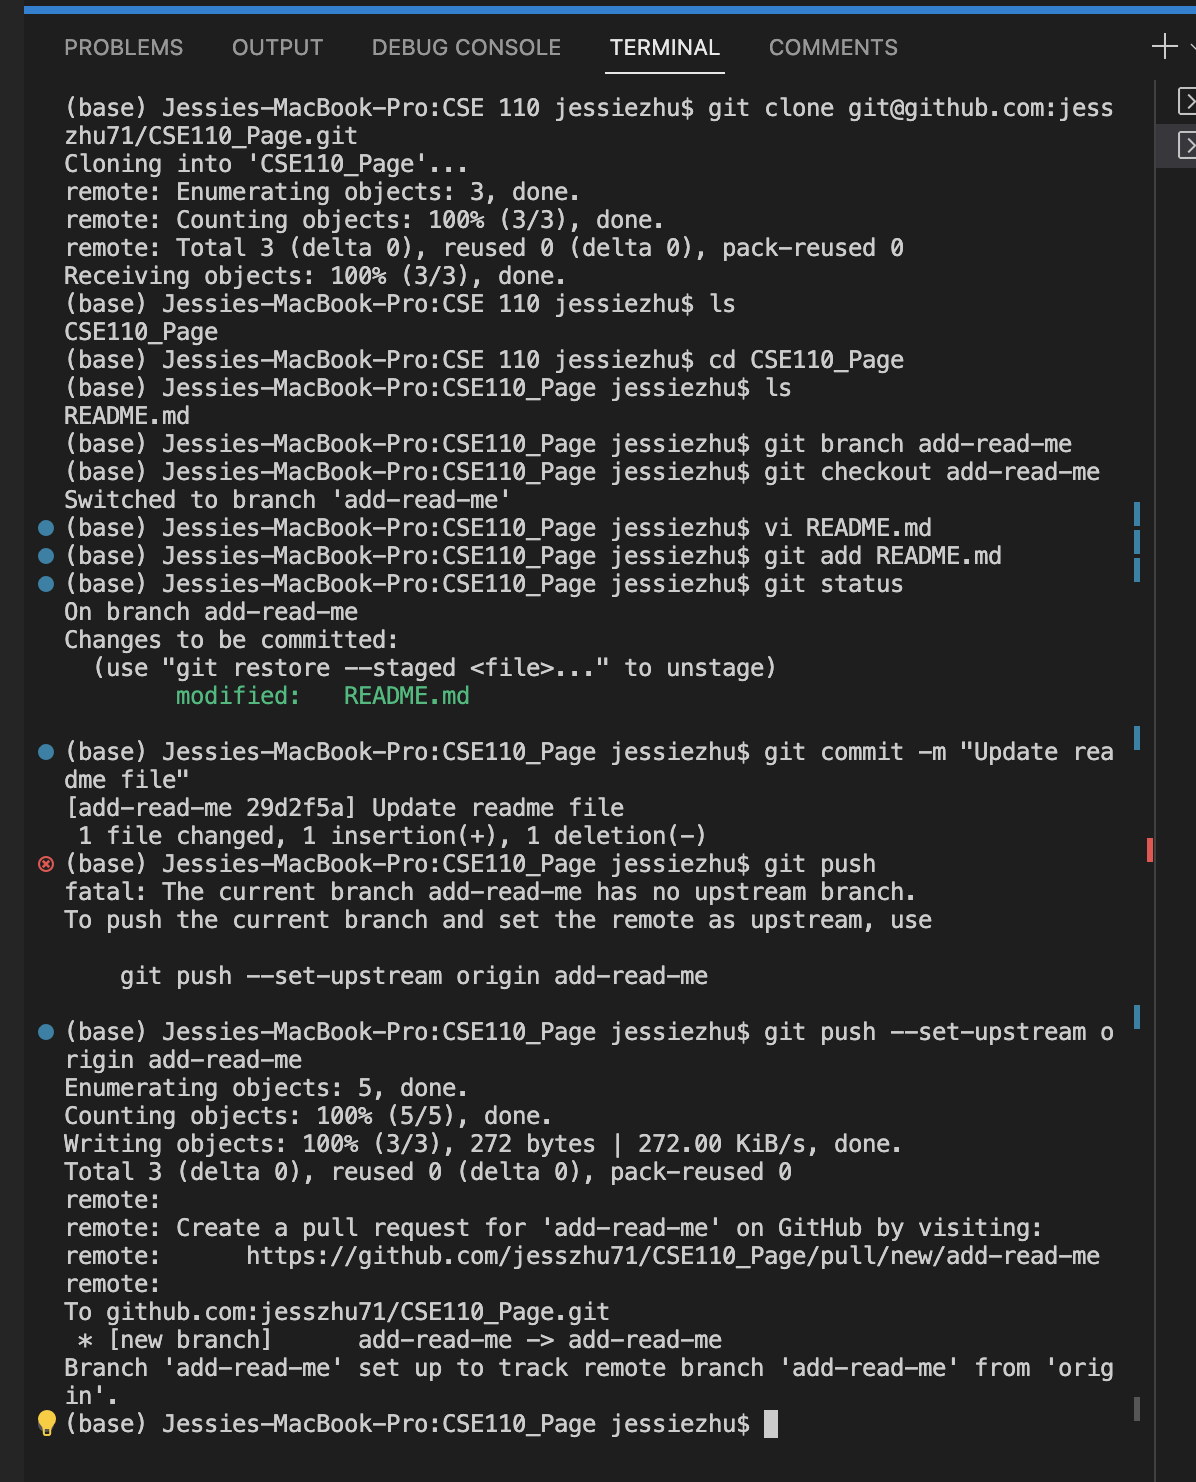 PROBLEMS OUTPUT DEBUG CONSOLE TERMINAL COMMENTS
(base) Jessies-MacBook-Pro:CSE 110 jessiezhu$ git clone git@github.com:jess
zhu71/CSE110_Page.git
Cloning into 'CSE110_Page'...
remote: Enumerating objects: 3, done.
remote: Counting objects: 100% (3/3), done.
remote: Total 3 (delta 0), reused 0 (delta 0), pack-reused 0
Receiving objects: 100% (3/3), done.
(base) Jessies-MacBook-Pro:CSE 110 jessiezhu$ ls
CSE110_Page
(base) Jessies-MacBook-Pro:CSE 110 jessiezhu$ cd CSE110_Page
(base) Jessies-MacBook-Pro:CSE110_Page jessiezhu$ ls
README.md
(base) Jessies-MacBook-Pro:CSE110_Page jessiezhu$ git branch add-read-me
(base) Jessies-MacBook-Pro:CSE110_Page jessiezhu$ git checkout add-read-me
Switched to branch 'add-read-me'
(base) Jessies-MacBook-Pro:CSE110_Page jessiezhu$ vi README.md
(base) Jessies-MacBook-Pro:CSE110_Page jessiezhu$ git add README.md
(base) Jessies-MacBook-Pro:CSE110_Page jessiezhu$ git status
On branch add-read-me
Changes to be committed:
  (use "git restore --staged <file>..." to unstage)
        modified:   README.md
(base) Jessies-MacBook-Pro:CSE110_Page jessiezhu$ git commit -m "Update rea
dme file"
[add-read-me 29d2f5a] Update readme file
 1 file changed, 1 insertion(+), 1 deletion(-)
(base) Jessies-MacBook-Pro:CSE110_Page jessiezhu$ git push
fatal: The current branch add-read-me has no upstream branch.
To push the current branch and set the remote as upstream, use
    git push --set-upstream origin add-read-me
(base) Jessies-MacBook-Pro:CSE110_Page jessiezhu$ git push --set-upstream o
rigin add-read-me
Enumerating objects: 5, done.
Counting objects: 100% (5/5), done.
Writing objects: 100% (3/3), 272 bytes | 272.00 KiB/s, done.
Total 3 (delta 0), reused 0 (delta 0), pack-reused 0
remote:
remote: Create a pull request for 'add-read-me' on GitHub by visiting:
remote:      https://github.com/jesszhu71/CSE110_Page/pull/new/add-read-me
remote:
To github.com:jesszhu71/CSE110_Page.git
 * [new branch]      add-read-me -> add-read-me
Branch 'add-read-me' set up to track remote branch 'add-read-me' from 'orig
in'.
(base) Jessies-MacBook-Pro:CSE110_Page jessiezhu$